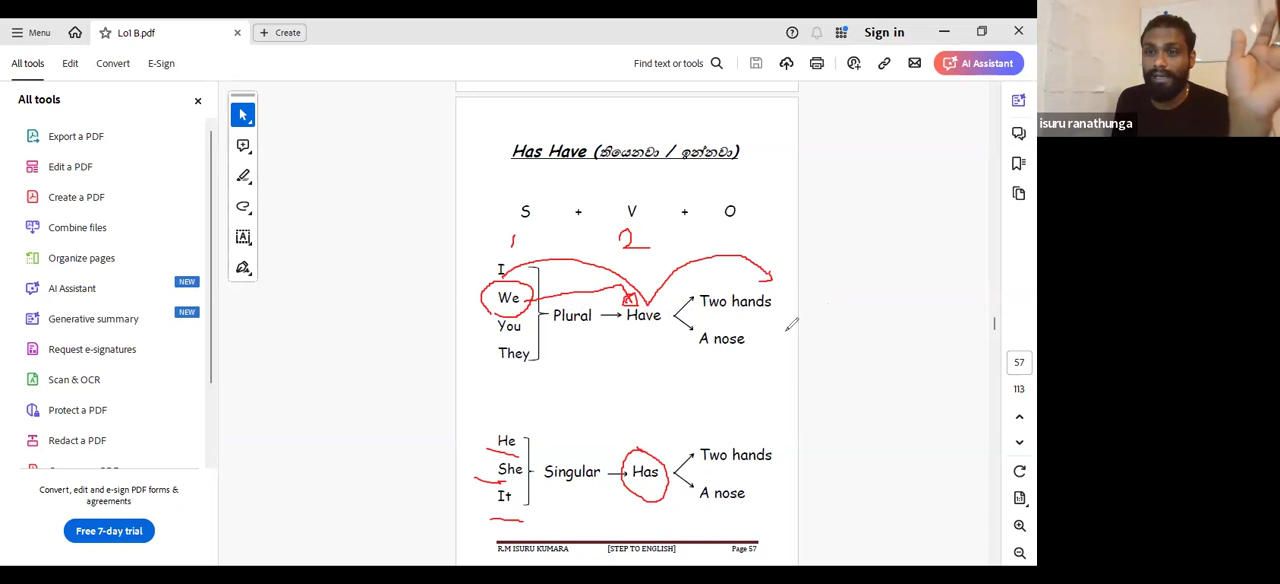 Menu
Lo1 B.pdf
Create
Sign in
All tools
Edit
Convert
E-Sign
Find text or tools
AI Assistant
All tools
Export a PDF
Edit a PDF
Create a PDF
Combine files
Organize pages
AI Assistant NEW
Generative summary NEW
Request e-signatures
Scan & OCR
Protect a PDF
Redact a PDF
Convert, edit and e-sign PDF forms &
agreements
Free 7-day trial
Has Have (තියෙනවා / ඉන්නවා)
S + V + O
1 2
I
We
You
They
Plural
Have
Two hands
A nose
He
She
It
Singular
Has
Two hands
A nose
R.M ISURU KUMARA [STEP TO ENGLISH] Page 57
57
113
isuru ranathunga